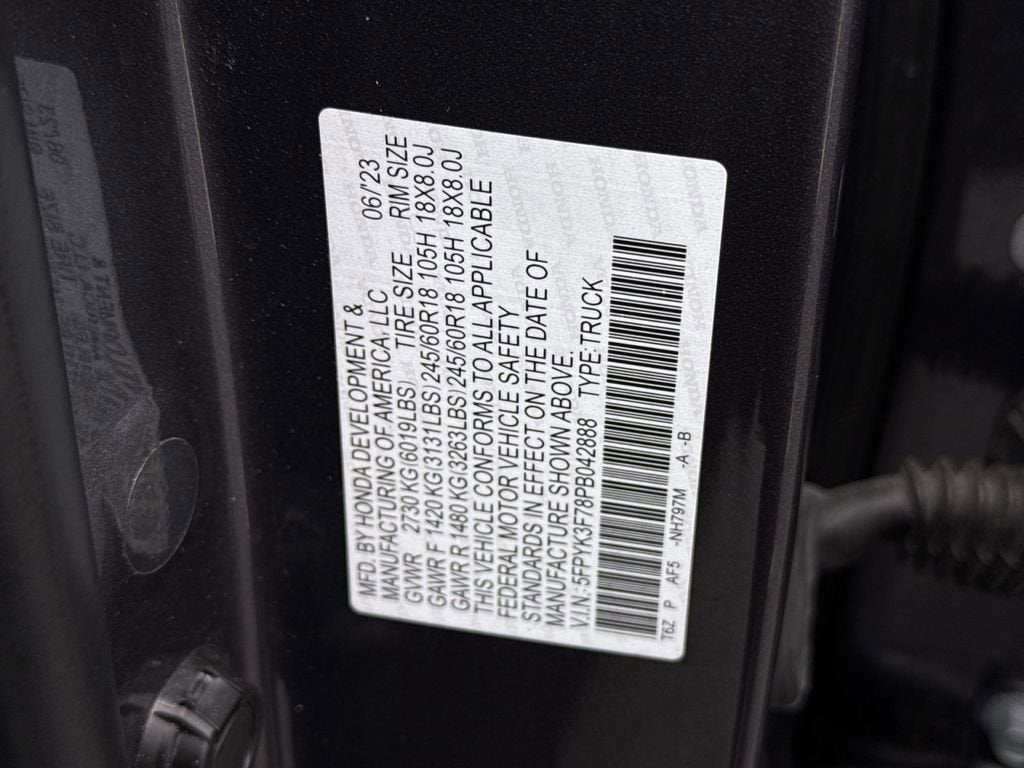 MFD. BY HONDA DEVELOPMENT & 06/'23
MANUFACTURING OF AMERICA, LLC
GVWR 2730 KG(6019LBS) TIRE SIZE RIM SIZE
GAWR F 1420 KG(3131LBS) 245/60R18 105H 18X8.0J
GAWR R 1480 KG(3263LBS) 245/60R18 105H 18X8.0J
THIS VEHICLE CONFORMS TO ALL APPLICABLE
FEDERAL MOTOR VEHICLE SAFETY
STANDARDS IN EFFECT ON THE DATE OF
MANUFACTURE SHOWN ABOVE.
V.I.N.:5FPYK3F78PB042888 TYPE:TRUCK
T6Z P AF5 -NH797M -A -B